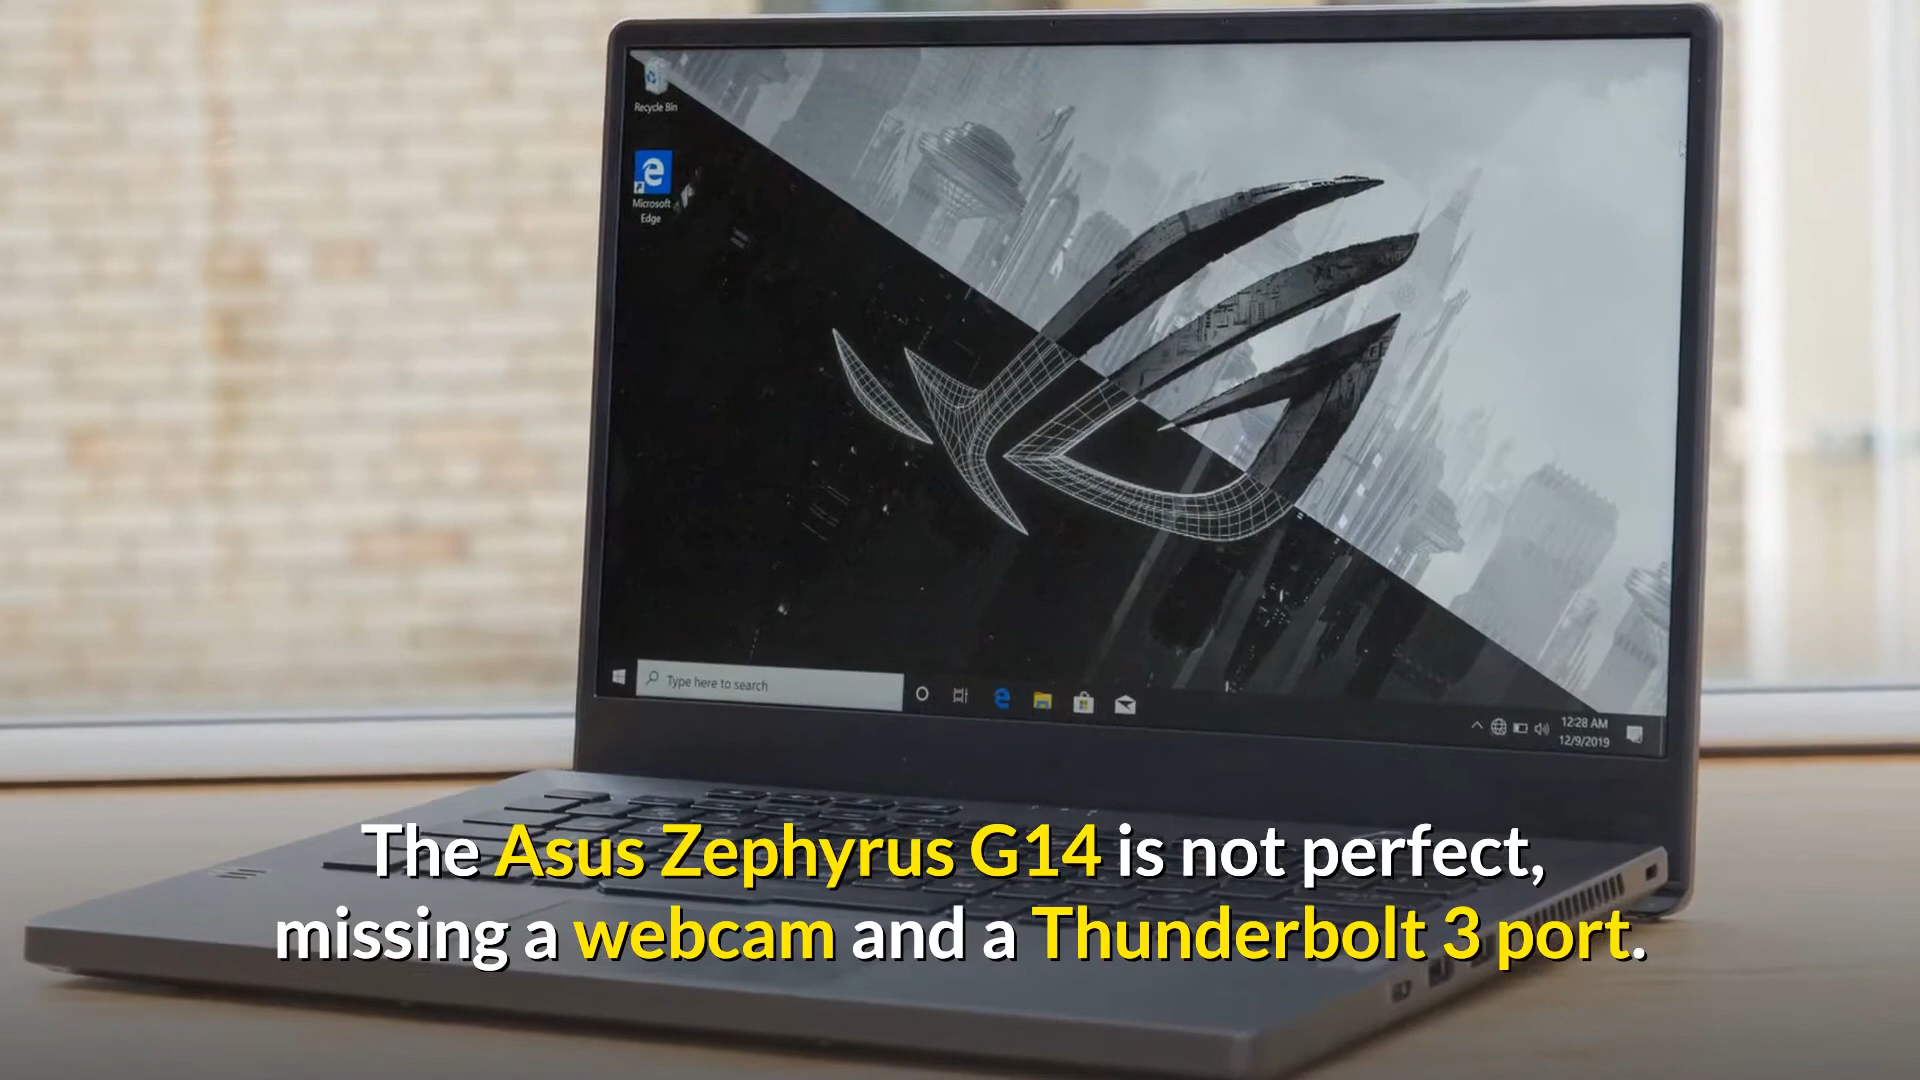 Recycle Bin
Microsoft
Edge
Type here to search
12:28 AM
12/9/2019
The Asus Zephyrus G14 is not perfect,
missing a webcam and a Thunderbolt 3 port.